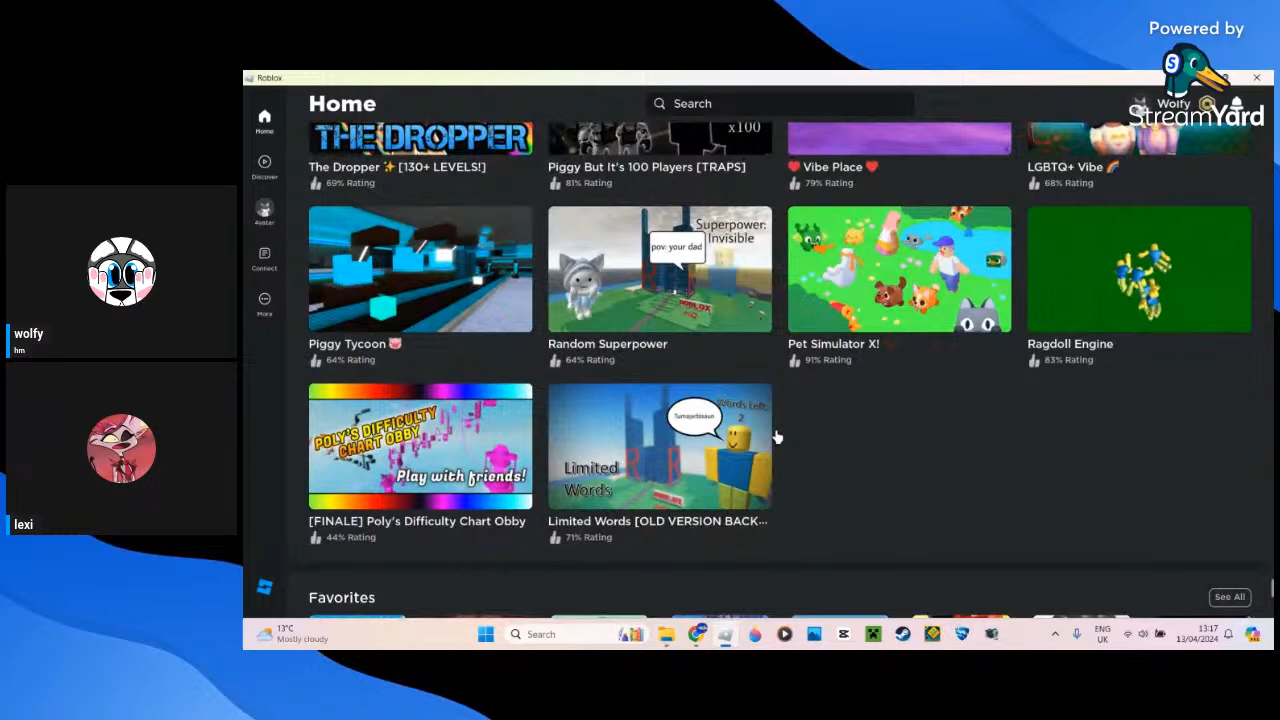 Powered by
StreamYard
S
Roblox
Home
Search
Wolfy
Home
Discover
Avatar
Connect
More
THE DROPPER
x100
The Dropper ✨ [130+ LEVELS!]
69% Rating
Piggy But It's 100 Players [TRAPS]
81% Rating
❤️ Vibe Place ❤️
79% Rating
LGBTQ+ Vibe 🌈
68% Rating
Superpower:
Invisible
pov: your dad
Piggy Tycoon 🐷
64% Rating
Random Superpower
64% Rating
Pet Simulator X!
91% Rating
Ragdoll Engine
83% Rating
POLY'S DIFFICULTY
CHART OBBY
Play with friends!
Words Left:
2
Limited
Words
[FINALE] Poly's Difficulty Chart Obby
44% Rating
Limited Words [OLD VERSION BACK...
71% Rating
Favorites
See All
wolfy
hm
lexi
13°C
Mostly cloudy
Search
ENG
UK
13:17
13/04/2024